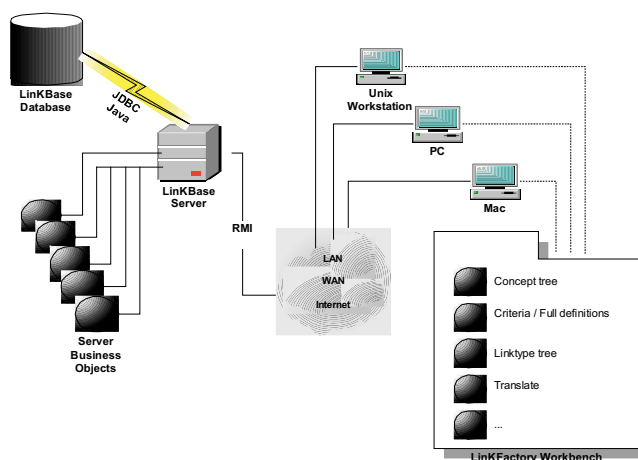 LinKBase
Database
JDBC
Java
LinKBase
Server
Server
Business
Objects
RMI
LAN
WAN
Internet
Unix
Workstation
PC
Mac
Concept tree
Criteria / Full definitions
Linktype tree
Translate
...
LinKFactory Workbench